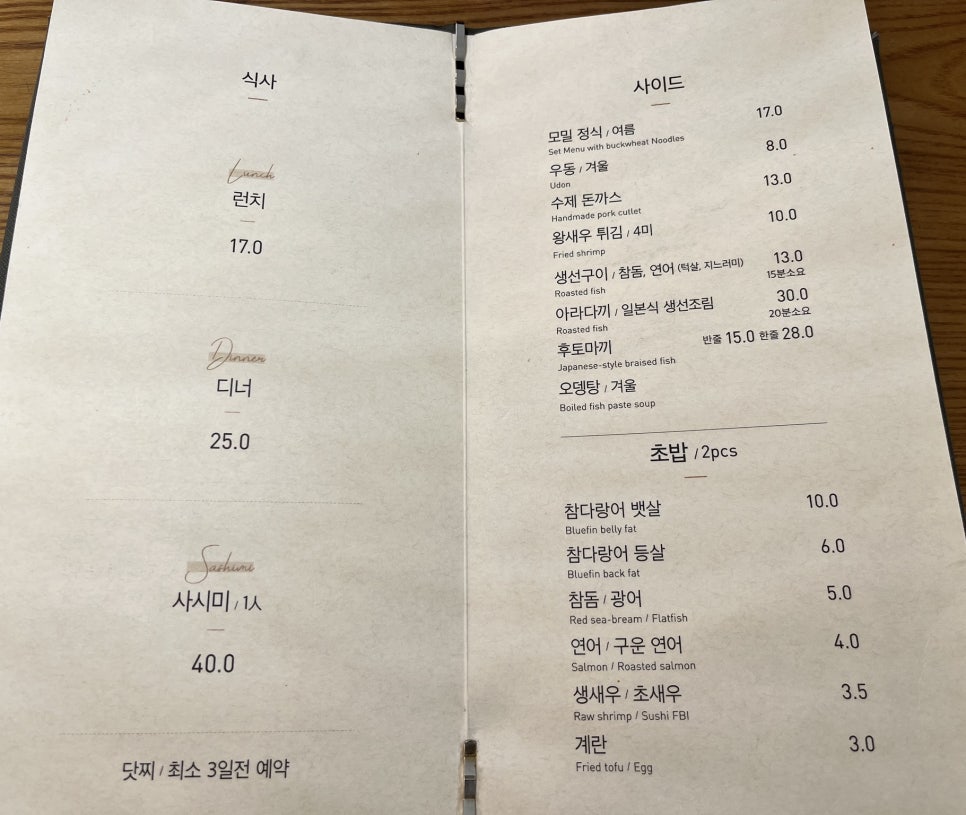 식사
Lunch
런치
17.0
Dinner
디너
25.0
Sashimi
사시미 / 1人
40.0
닷찌 / 최소 3일전 예약
사이드
모밀 정식 / 여름 17.0
Set Menu with buckwheat Noodles
우동 / 겨울 8.0
Udon
수제 돈까스 13.0
Handmade pork cutlet
왕새우 튀김 / 4미 10.0
Fried shrimp
생선구이 / 참돔, 연어 (턱살, 지느러미) 13.0
Roasted fish 15분소요
아라다끼 / 일본식 생선조림 30.0
Roasted fish 20분소요
후토마끼 반줄 15.0 한줄 28.0
Japanese-style braised fish
오뎅탕 / 겨울
Boiled fish paste soup
초밥 / 2pcs
참다랑어 뱃살 10.0
Bluefin belly fat
참다랑어 등살 6.0
Bluefin back fat
참돔 / 광어 5.0
Red sea-bream / Flatfish
연어 / 구운 연어 4.0
Salmon / Roasted salmon
생새우 / 초새우 3.5
Raw shrimp / Sushi FBI
계란 3.0
Fried tofu / Egg